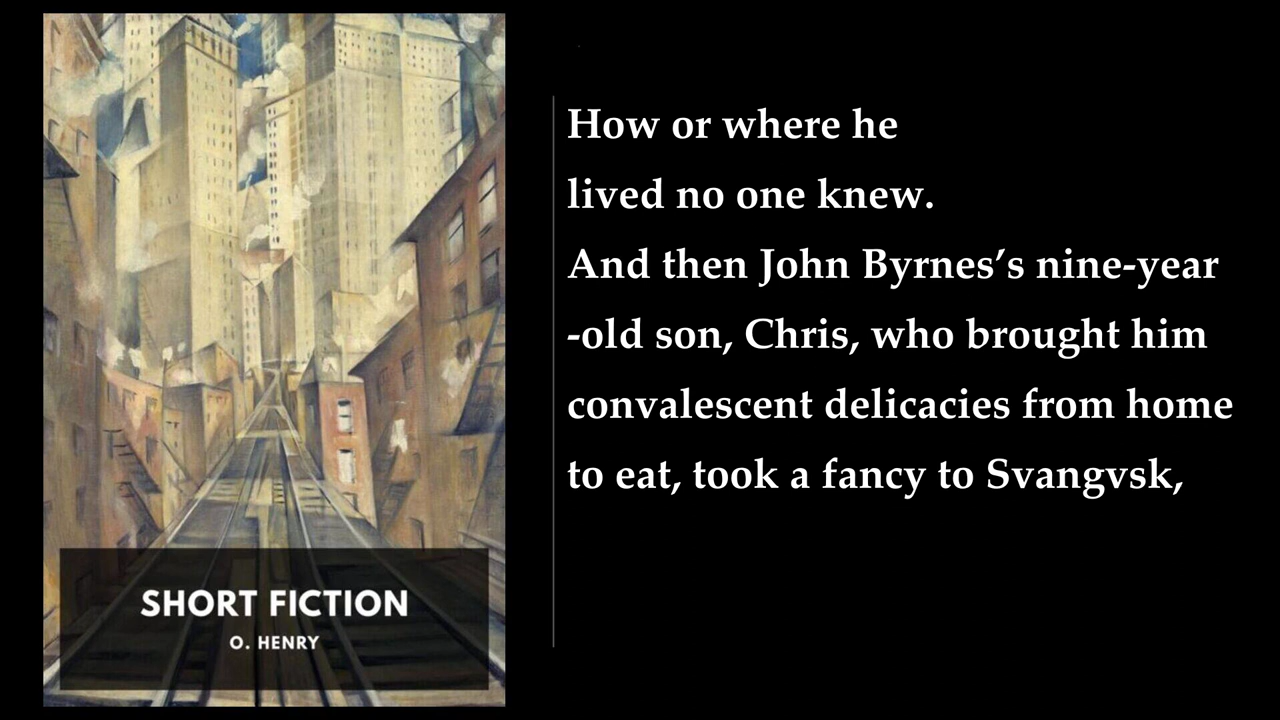 How or where he
lived no one knew.
And then John Byrnes’s nine-year
-old son, Chris, who brought him
convalescent delicacies from home
to eat, took a fancy to Svangvsk,
SHORT FICTION
O. HENRY